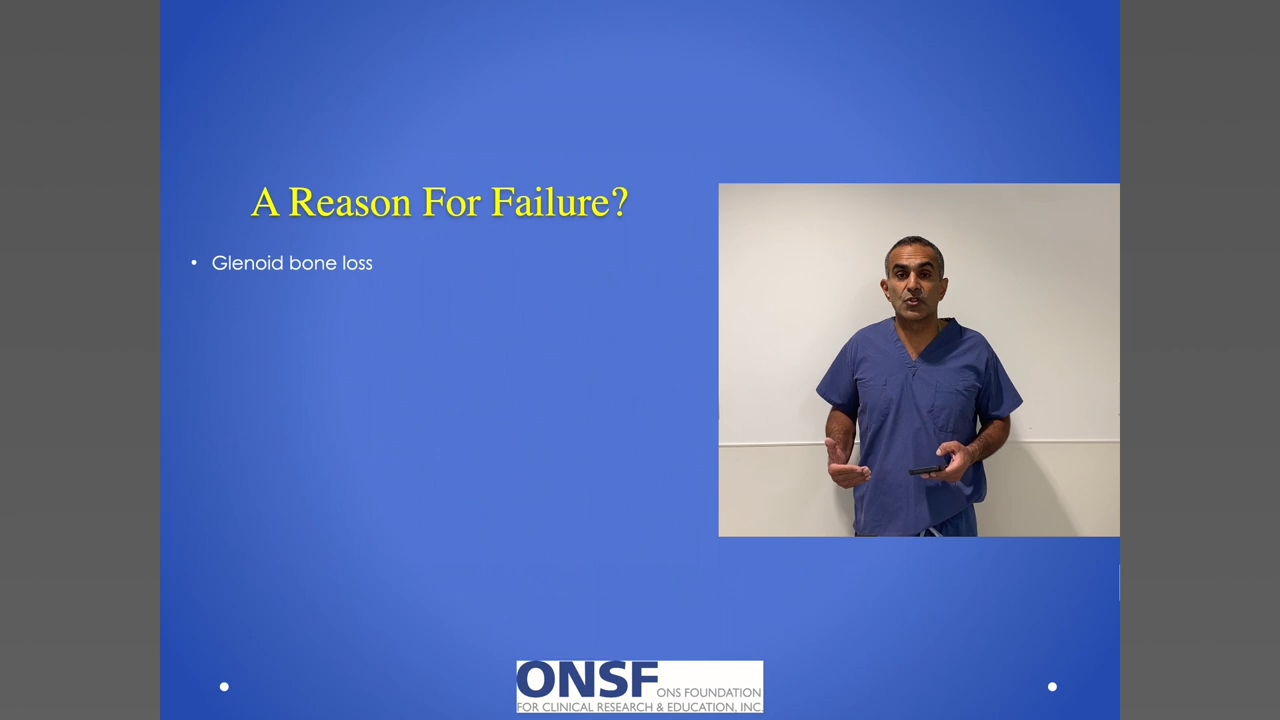 A Reason For Failure?
• Glenoid bone loss
ONSF ONS FOUNDATION
FOR CLINICAL RESEARCH & EDUCATION, INC.